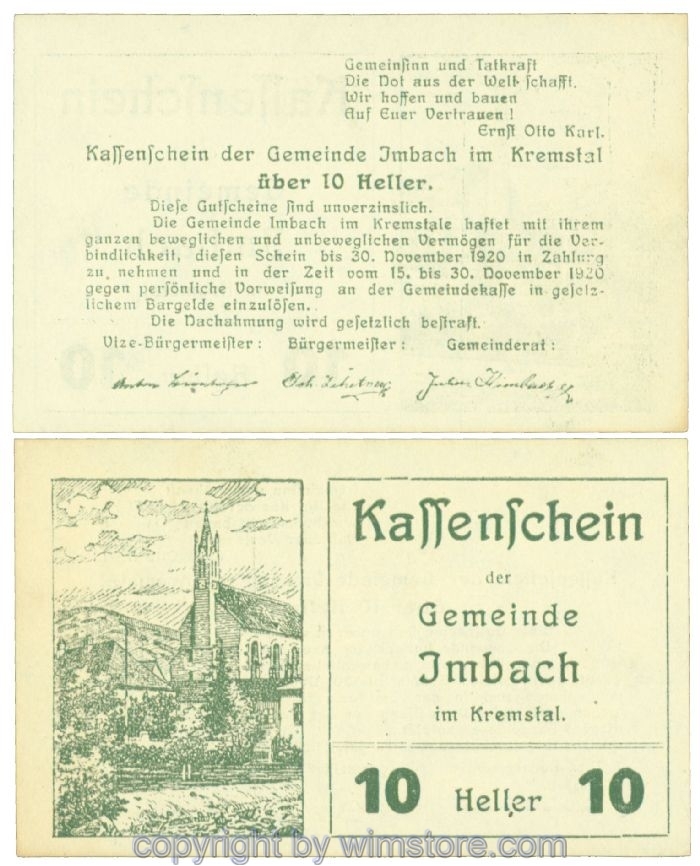 Gemeinsinn und Tatkraft
Die Not aus der Welt schafft.
Wir hoffen und bauen
Auf Euer Vertrauen!
Ernst Otto Karl.
Kassenschein der Gemeinde Imbach im Kremstal
über 10 Heller.
Diese Gutscheine sind unverzinslich.
Die Gemeinde Imbach im Kremstale haftet mit ihrem
ganzen beweglichen und unbeweglichen Vermögen für die Ver-
bindlichkeit, diesen Schein bis 30. November 1920 in Zahlung
zu nehmen und in der Zeit vom 15. bis 30. November 1920
gegen persönliche Vorweisung an der Gemeindekasse in gesetz-
lichem Bargelde einzulösen.
Die Nachahmung wird gesetzlich bestraft.
Vize-Bürgermeister: Bürgermeister: Gemeinderat:
Kassenschein
der
Gemeinde
Imbach
im Kremstal.
10 Heller 10
copyright by wimstore.com